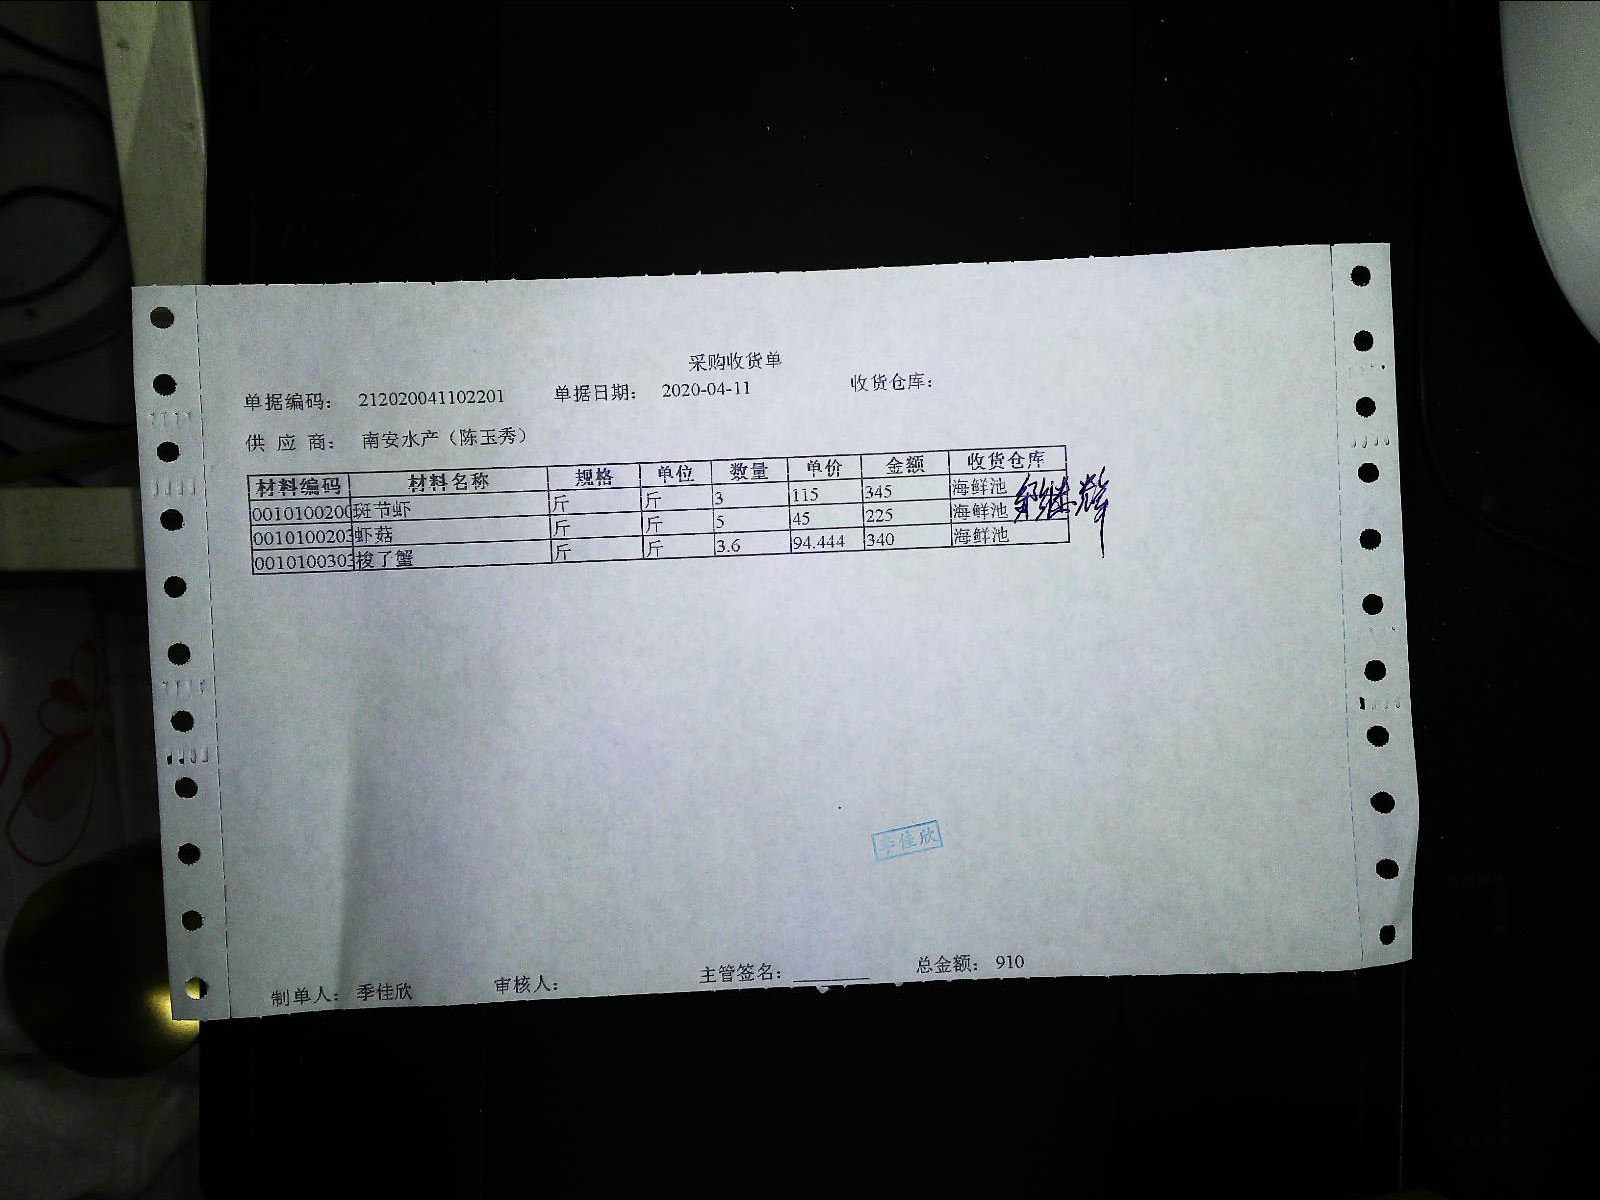 采购收货单
单据编码: 212020041102201 单据日期: 2020-04-11 收货仓库:
供应商: 南安水产（陈玉秀）
材料编码 材料名称 规格 单位 数量 单价 金额 收货仓库
0010100200 斑节虾 斤 斤 3 115 345 海鲜池
0010100203 虾菇 斤 斤 5 45 225 海鲜池
0010100303 梭了蟹 斤 斤 3.6 94.444 340 海鲜池
季佳欣
制单人: 季佳欣 审核人: 主管签名: 总金额: 910